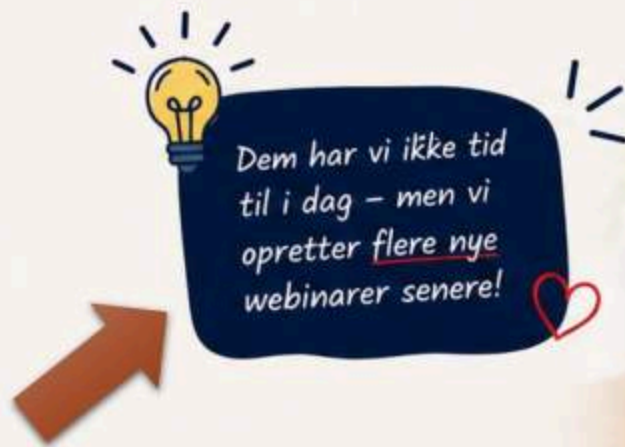 Dem har vi ikke tid
til i dag – men vi
opretter flere nye
webinarer senere!